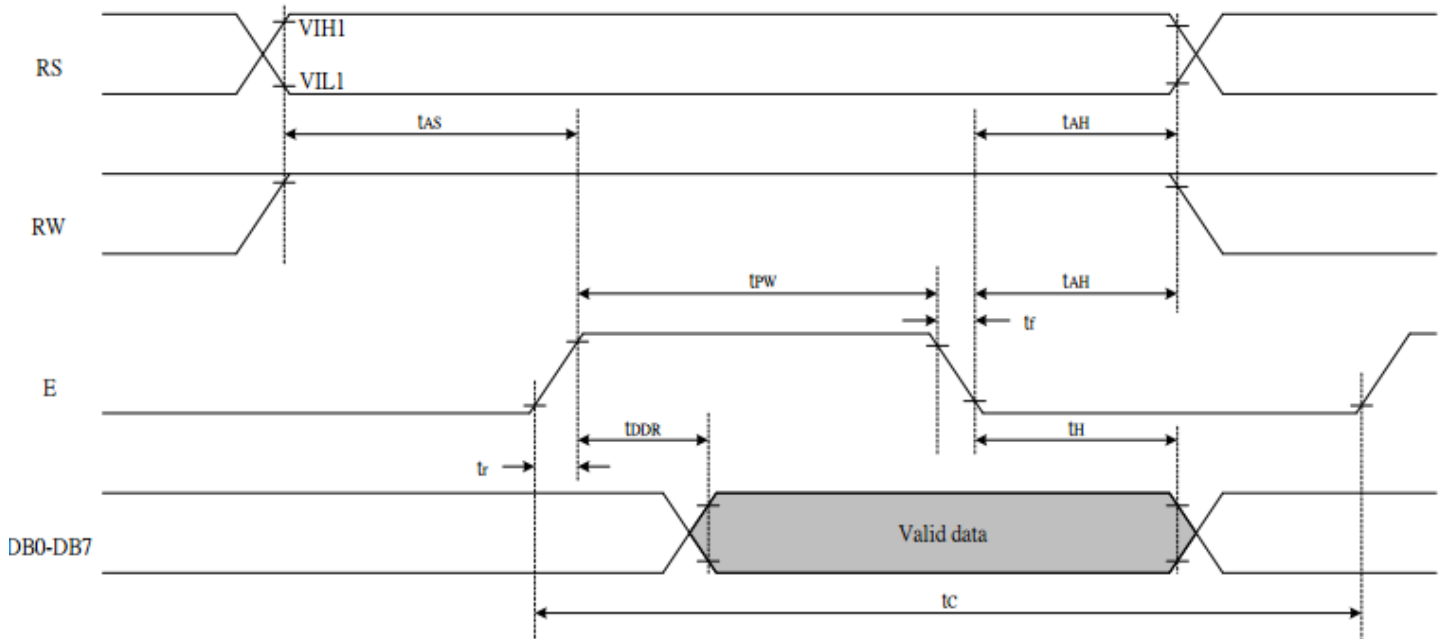 VIH1
RS
VIL1
tAS
tAH
RW
tPW
tAH
tf
E
tDDR
tH
tr
DB0-DB7
Valid data
tC